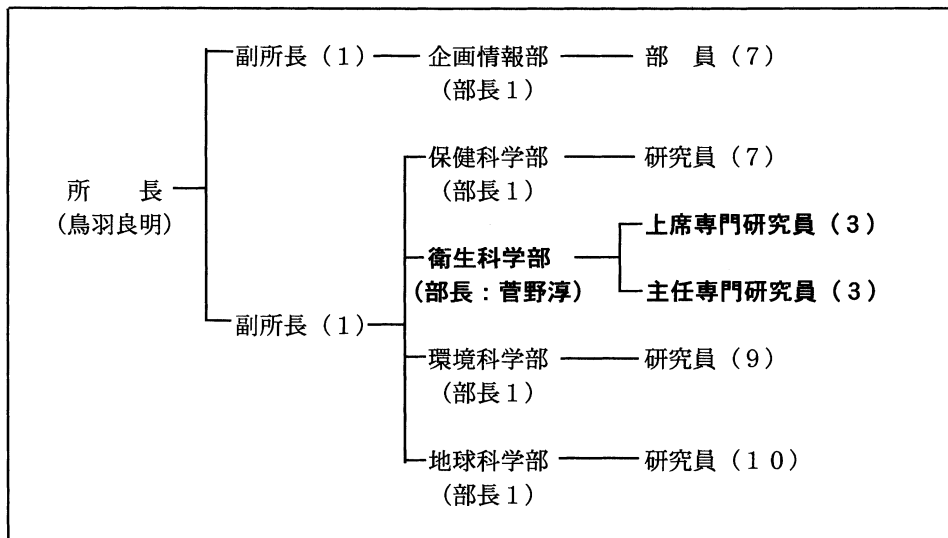 副所長(1) 企画情報部 部 員(7)
(部長1)
保健科学部 研究員(7)
(部長1)
所 長
(鳥羽良明)
上席専門研究員(3)
衛生科学部
(部長:菅野淳)
主任専門研究員(3)
副所長(1)
環境科学部 研究員(9)
(部長1)
地球科学部 研究員(10)
(部長1)